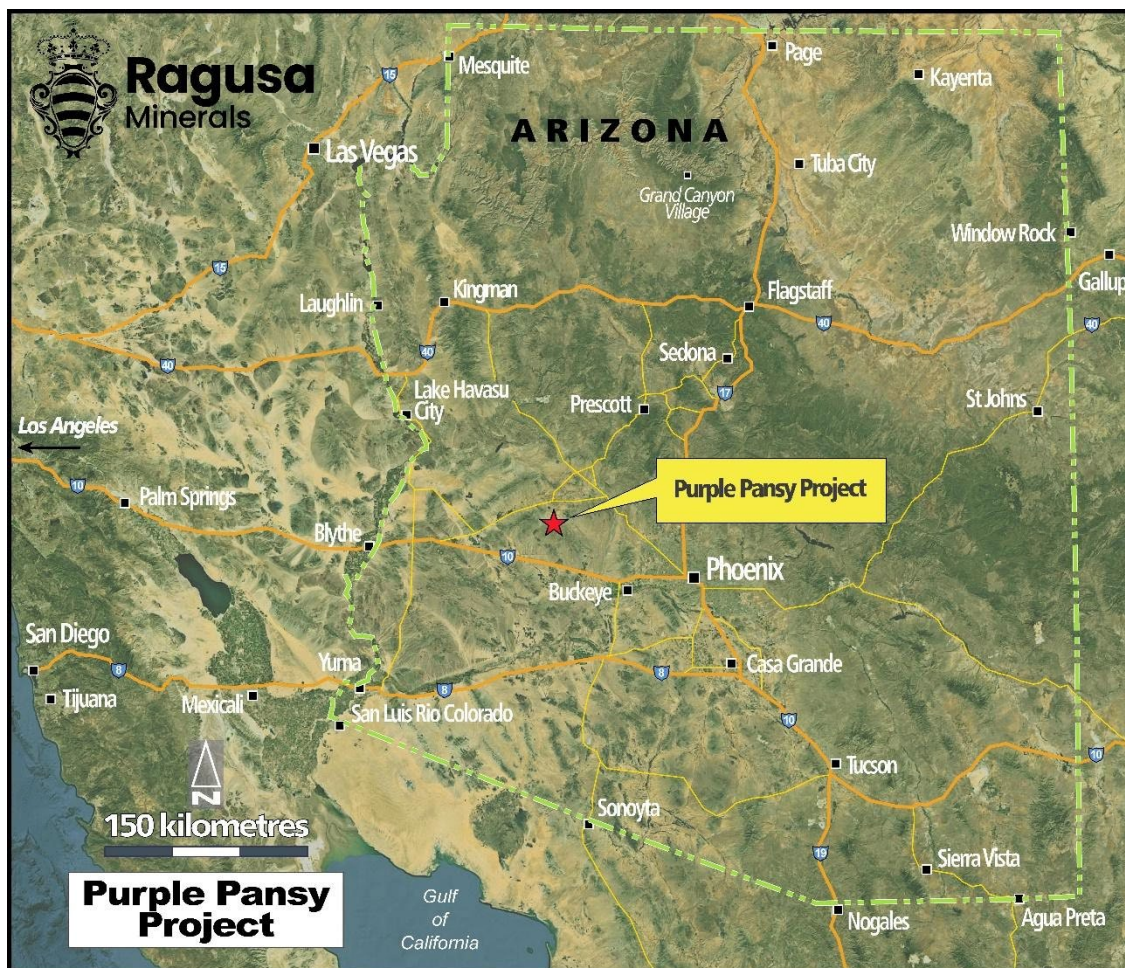 Ragusa
Minerals
15
Mesquite
Page
Kayenta
ARIZONA
Las Vegas
Tuba City
Grand Canyon
Village
Window Rock
15
Gallup
Laughlin
Kingman
Flagstaff
40
40
40
40
Sedona
Lake Havasu
City
Prescott
17
St Johns
Los Angeles
10
Palm Springs
Purple Pansy Project
Blythe
10
Phoenix
Buckeye
San Diego
8
Yuma
8
8
Casa Grande
Tijuana
Mexicali
San Luis Rio Colorado
10
10
Tucson
N
150 kilometres
Sonoyta
19
Sierra Vista
Purple Pansy
Project
Gulf
of
California
Nogales
Agua Preta